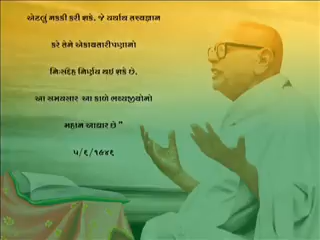 એટલું નક્કી કરી શકે. જે યથાર્થ તત્ત્વજ્ઞાન
કરે તેને એકાવતારીપણાનો
નિઃસંદેહ નિર્ણય થઈ શકે છે.
આ સમયસાર આ કાળે ભવ્યજીવોનો
મહાન આધાર છે "
૫/૬/૧૯૪૬